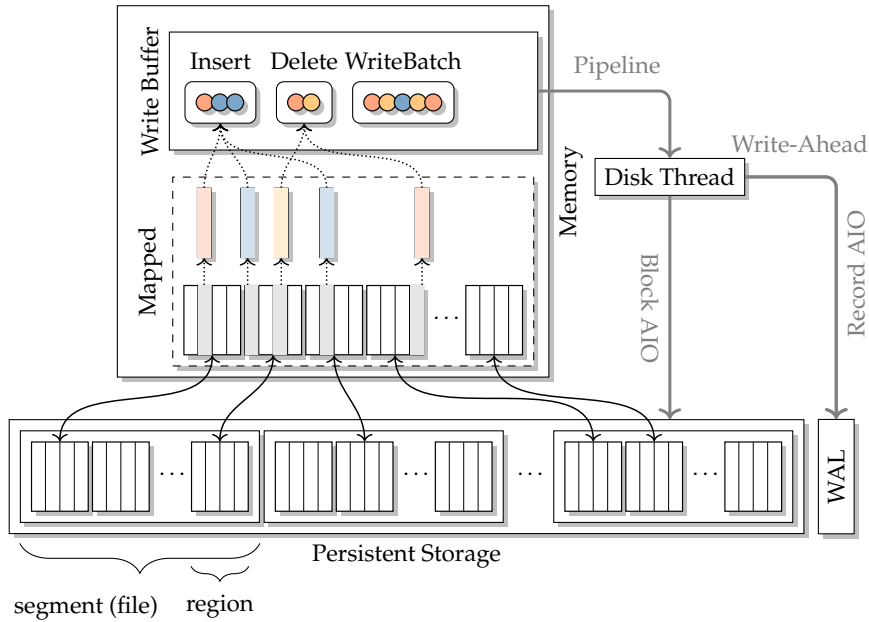 Write Buffer
Insert
Delete
WriteBatch
Pipeline
Write-Ahead
Disk Thread
Memory
Mapped
...
Block AIO
Record AIO
...
...
...
...
WAL
Persistent Storage
segment (file)
region